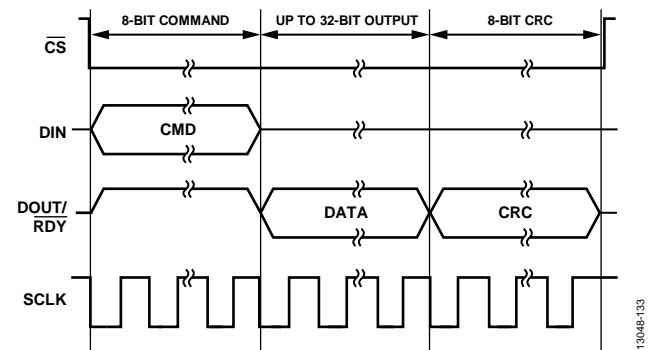 8-BIT COMMAND
UP TO 32-BIT OUTPUT
8-BIT CRC
CS
DIN
CMD
DOUT/
RDY
DATA
CRC
SCLK
13048-133